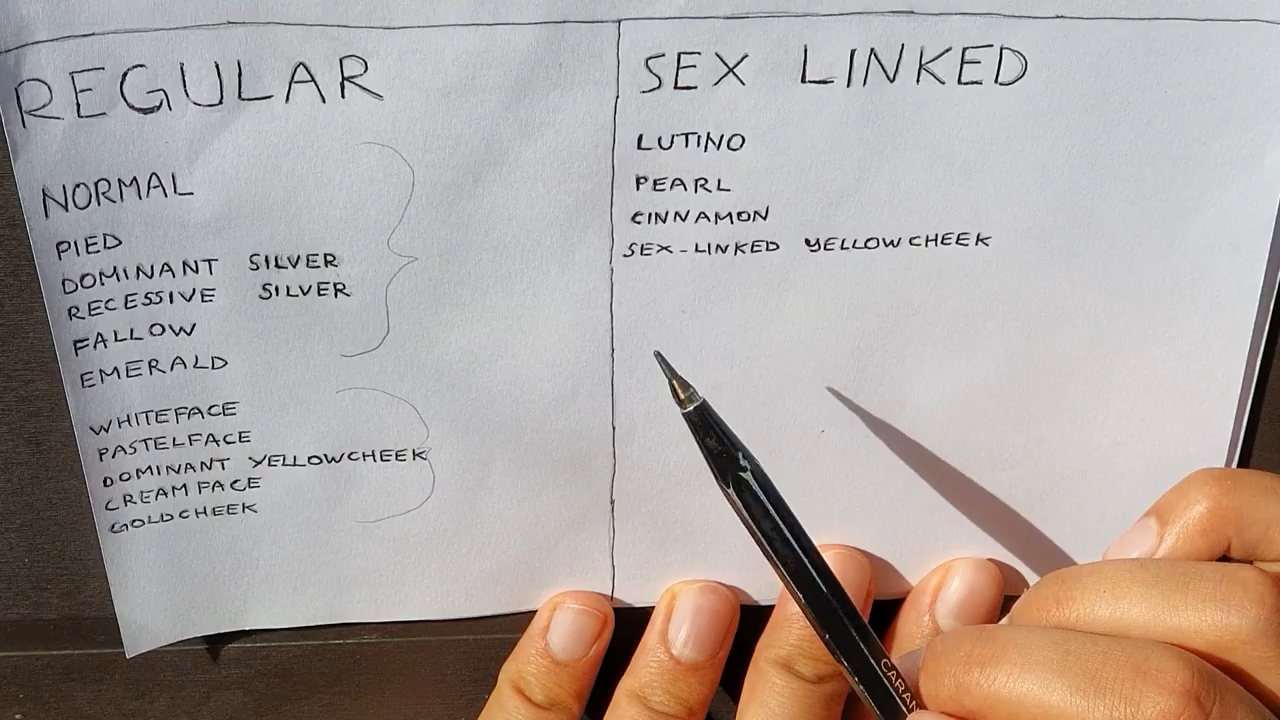 REGULAR
NORMAL
PIED
DOMINANT SILVER
RECESSIVE SILVER
FALLOW
EMERALD
WHITEFACE
PASTELFACE
DOMINANT YELLOWCHEEK
CREAMFACE
GOLDCHEEK
SEX LINKED
LUTINO
PEARL
CINNAMON
SEX-LINKED YELLOWCHEEK